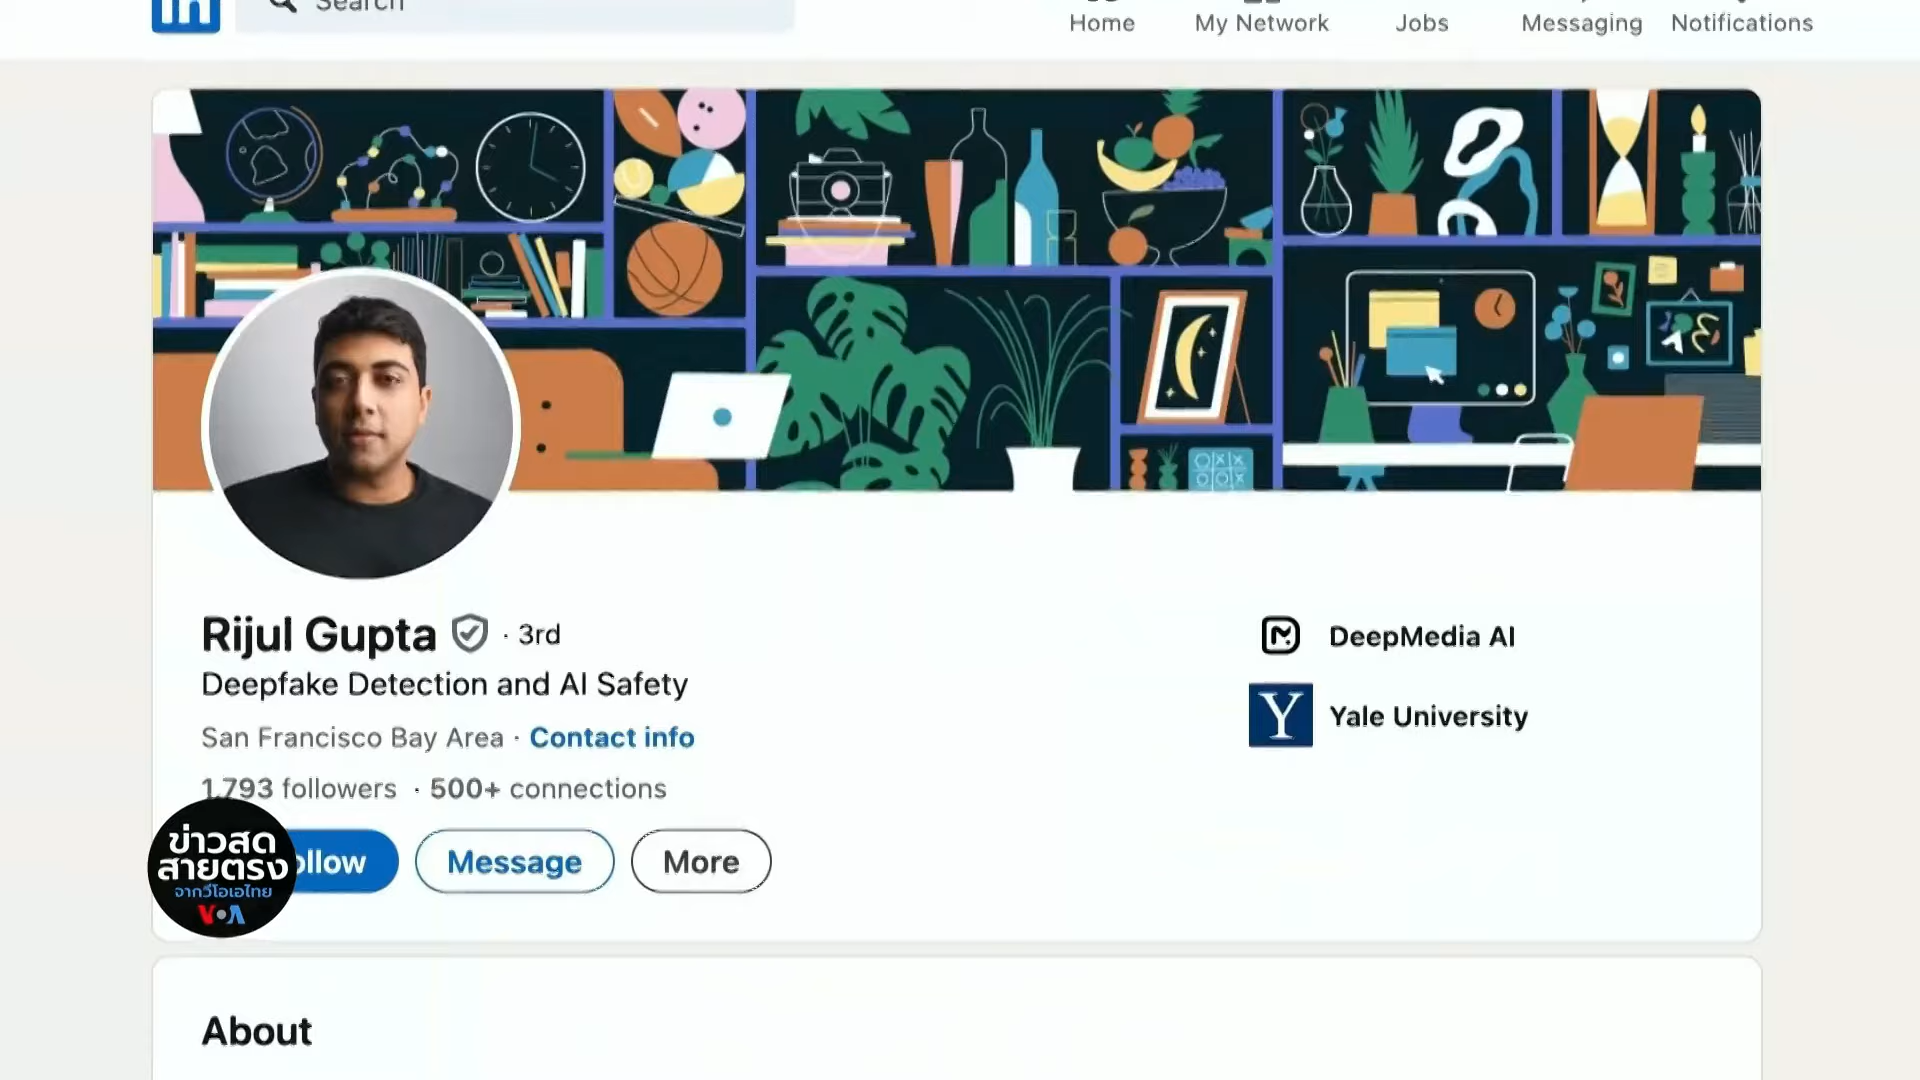 in
Search
Home
My Network
Jobs
Messaging
Notifications
Rijul Gupta · 3rd
Deepfake Detection and AI Safety
San Francisco Bay Area · Contact info
1,793 followers · 500+ connections
DeepMedia AI
Y
Yale University
ollow
Message
More
ข่าวสด
สายตรง
จากวีโอเอไทย
VOA
About